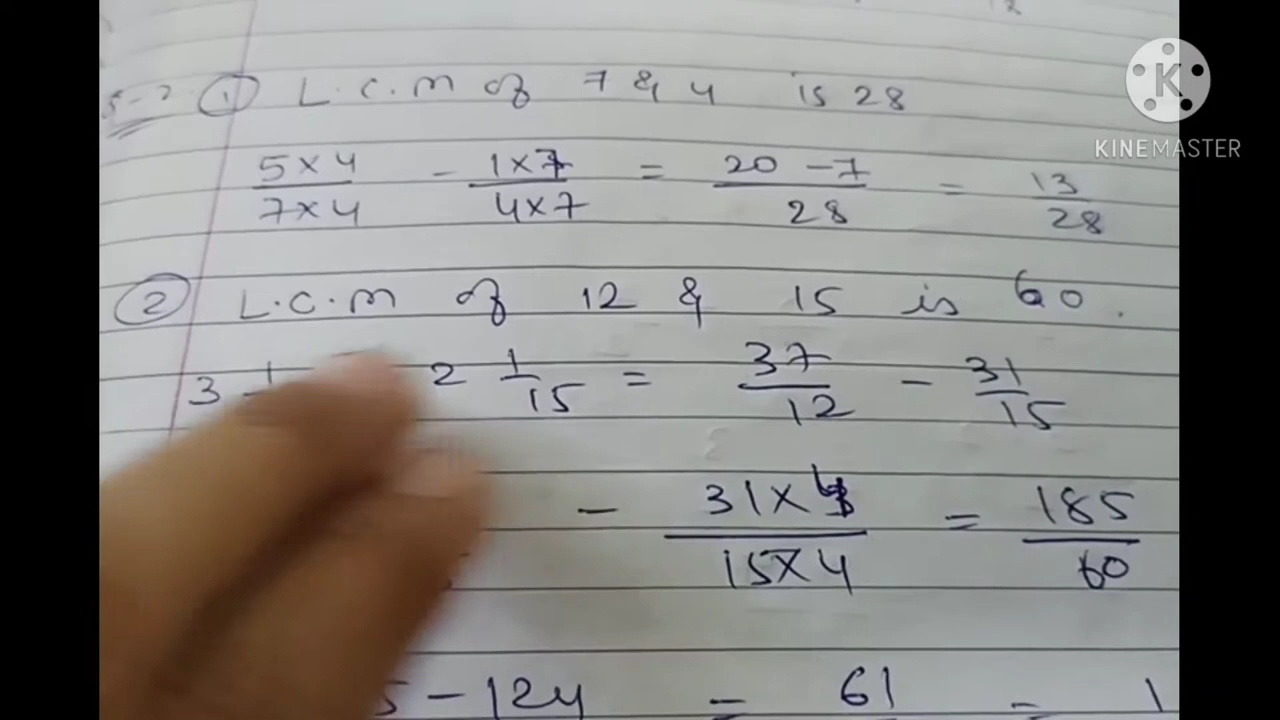 ① L.C.M of 7 & 4 is 28
5×4/7×4 - 1×7/4×7 = 20-7/28 = 13/28
② L.C.M of 12 & 15 is 60.
3 1 2 1/15 = 37/12 - 31/15
- 31×4/15×4 = 185/60
5 - 124 = 61 = 1
KINEMASTER